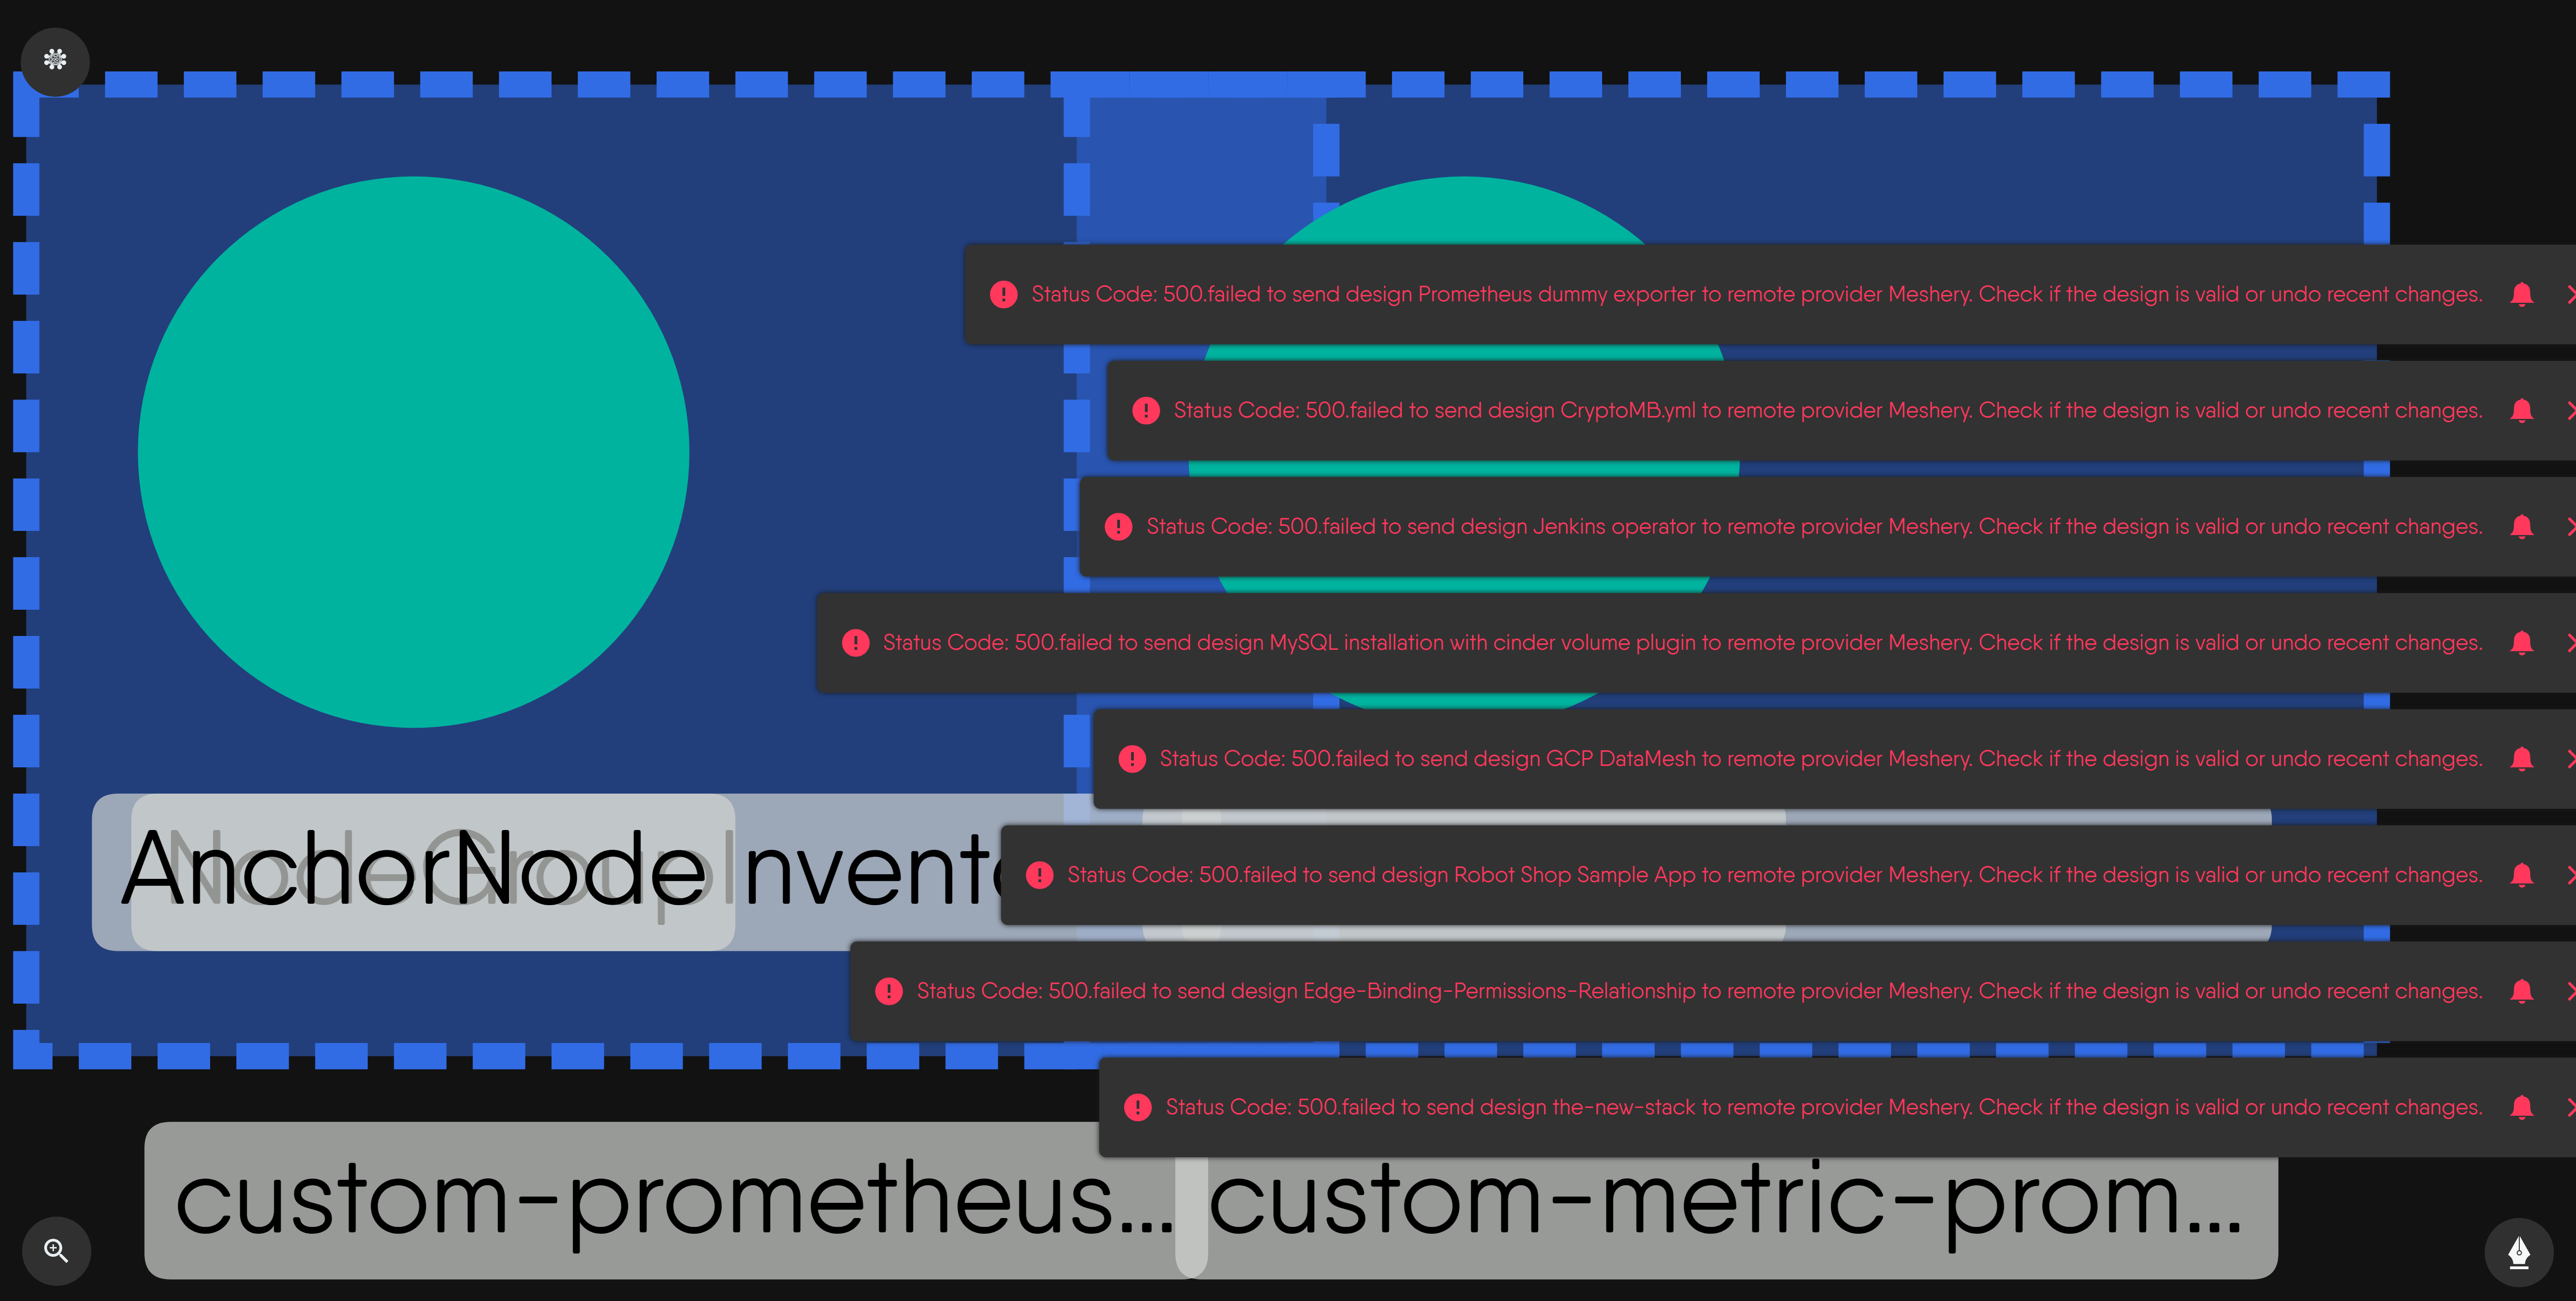 Status Code: 500.failed to send design Prometheus dummy exporter to remote provider Meshery. Check if the design is valid or undo recent changes.
Status Code: 500.failed to send design CryptoMB.yml to remote provider Meshery. Check if the design is valid or undo recent changes.
Status Code: 500.failed to send design Jenkins operator to remote provider Meshery. Check if the design is valid or undo recent changes.
Status Code: 500.failed to send design MySQL installation with cinder volume plugin to remote provider Meshery. Check if the design is valid or undo recent changes.
Status Code: 500.failed to send design GCP DataMesh to remote provider Meshery. Check if the design is valid or undo recent changes.
AnchorNode
NodeGroupInvent
Status Code: 500.failed to send design Robot Shop Sample App to remote provider Meshery. Check if the design is valid or undo recent changes.
Status Code: 500.failed to send design Edge-Binding-Permissions-Relationship to remote provider Meshery. Check if the design is valid or undo recent changes.
Status Code: 500.failed to send design the-new-stack to remote provider Meshery. Check if the design is valid or undo recent changes.
custom-prometheus...
custom-metric-prom...